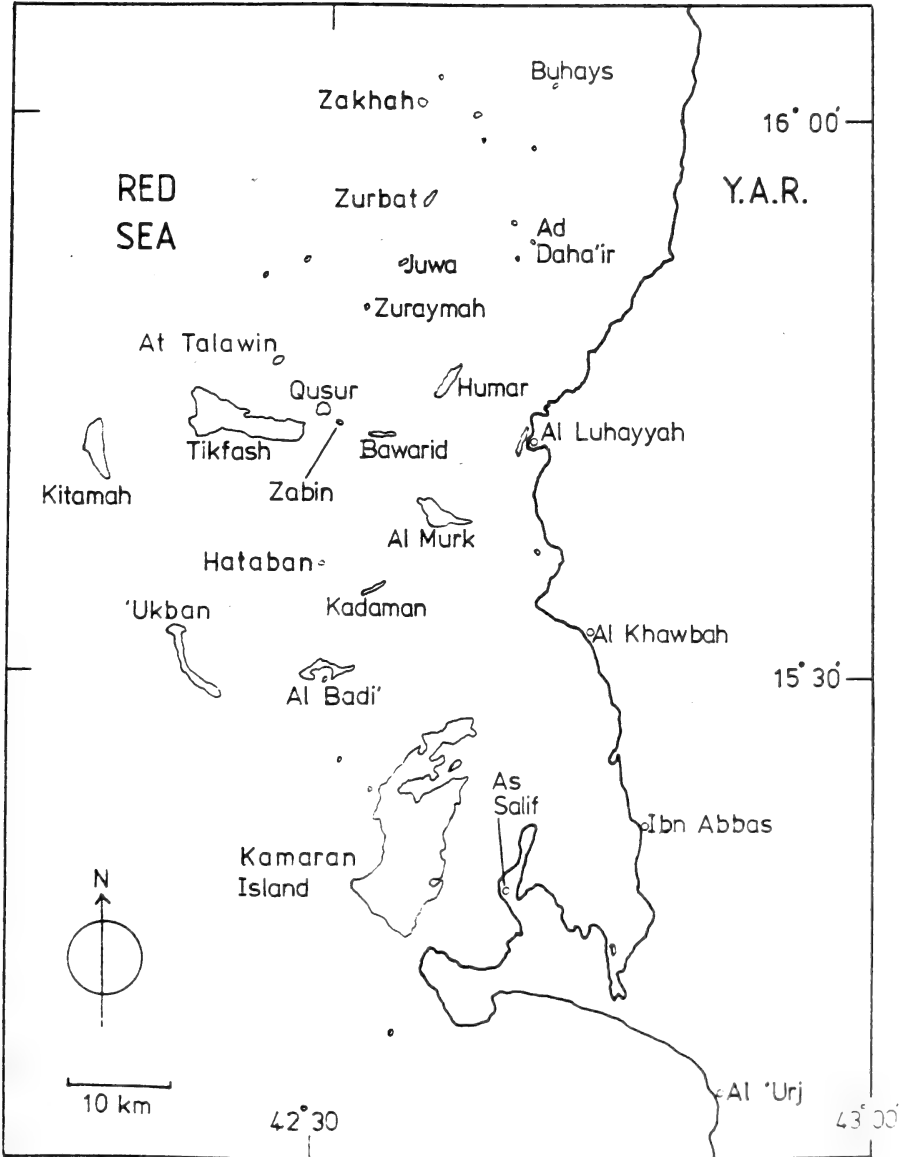 Buhays
Zakhah
16° 00'
RED
SEA
Y.A.R.
Zurbat
Ad
Daha'ir
Juwa
Zuraymah
At Talawin
Qusur
Humar
Tikfash
Bawarid
Al Luhayyah
Kitamah
Zabin
Al Murk
Hataban
'Ukban
Kadaman
Al Khawbah
15° 30'
Al Badi'
As
Salif
Ibn Abbas
Kamaran
Island
N
10 km
Al 'Urj
42° 30
43° 00'